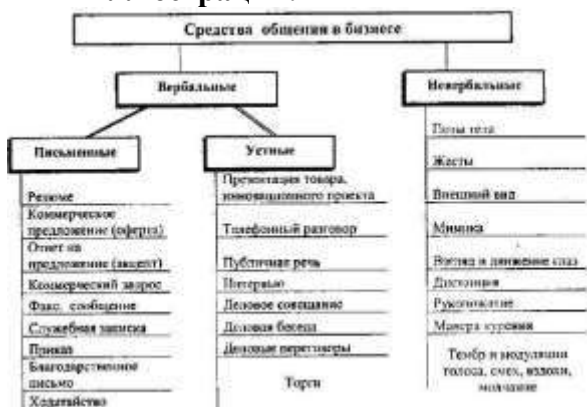 Средства общения в бизнесе
Вербальные
Невербальные
Письменные
Устные
Резюме
Коммерческое
предложение (оферта)
Ответ на
предложение (акцепт)
Коммерческий запрос
Факс. сообщение
Служебная записка
Приказ
Благодарственное
письмо
Ходатайство
Презентация товара,
инновационного проекта
Телефонный разговор
Публичная речь
Интервью
Деловое совещание
Деловая беседа
Деловые переговоры
Торги
Позы тела
Жесты
Внешний вид
Мимика
Взгляд и движение глаз
Дистанция
Рукопожатие
Манера курения
Тембр и модуляции
голоса, смех, вздохи,
молчание